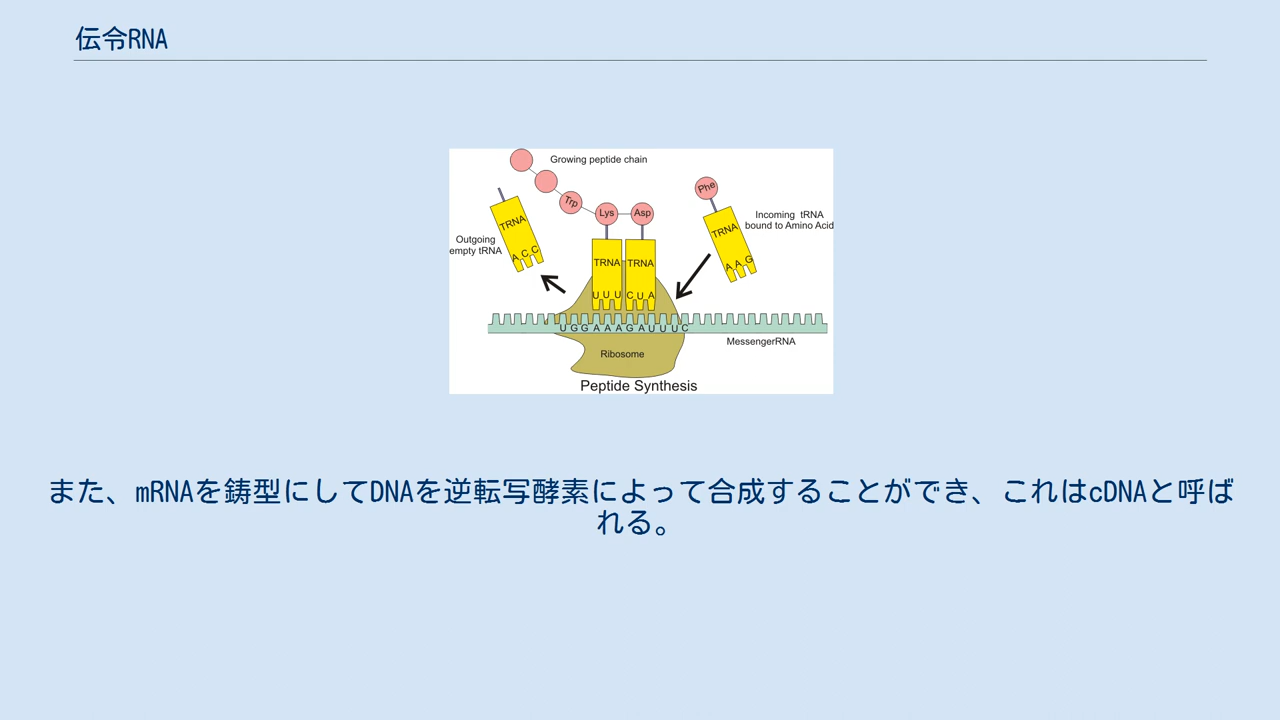 伝令RNA
Growing peptide chain
Trp
Lys
Asp
Phe
TRNA
A C C
Outgoing
empty tRNA
TRNA
TRNA
U U U
C U A
TRNA
A A G
Incoming tRNA
bound to Amino Acid
U G G A A A G A U U U C
MessengerRNA
Ribosome
Peptide Synthesis
また、mRNAを鋳型にしてDNAを逆転写酵素によって合成することができ、これはcDNAと呼ば
れる。